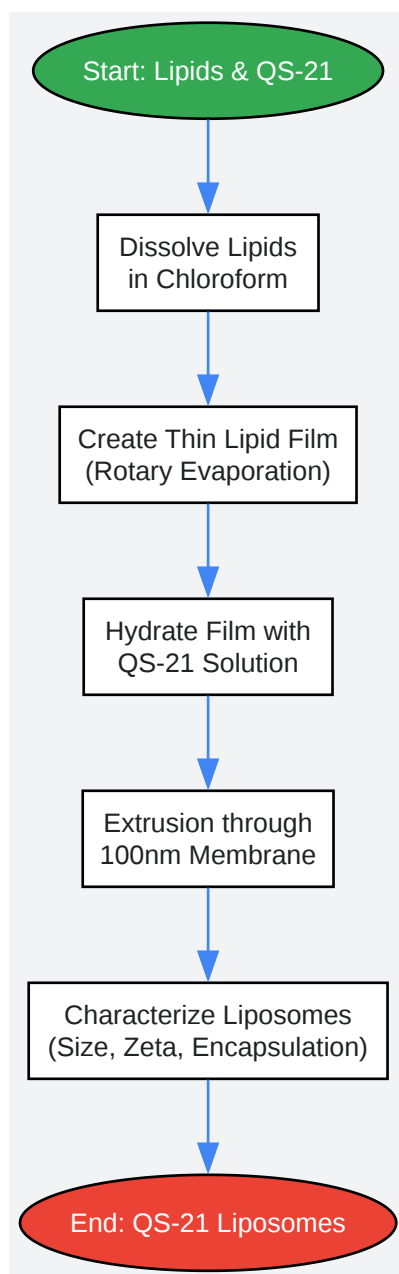 Start: Lipids & QS-21
Dissolve Lipids
in Chloroform
Create Thin Lipid Film
(Rotary Evaporation)
Hydrate Film with
QS-21 Solution
Extrusion through
100nm Membrane
Characterize Liposomes
(Size, Zeta, Encapsulation)
End: QS-21 Liposomes